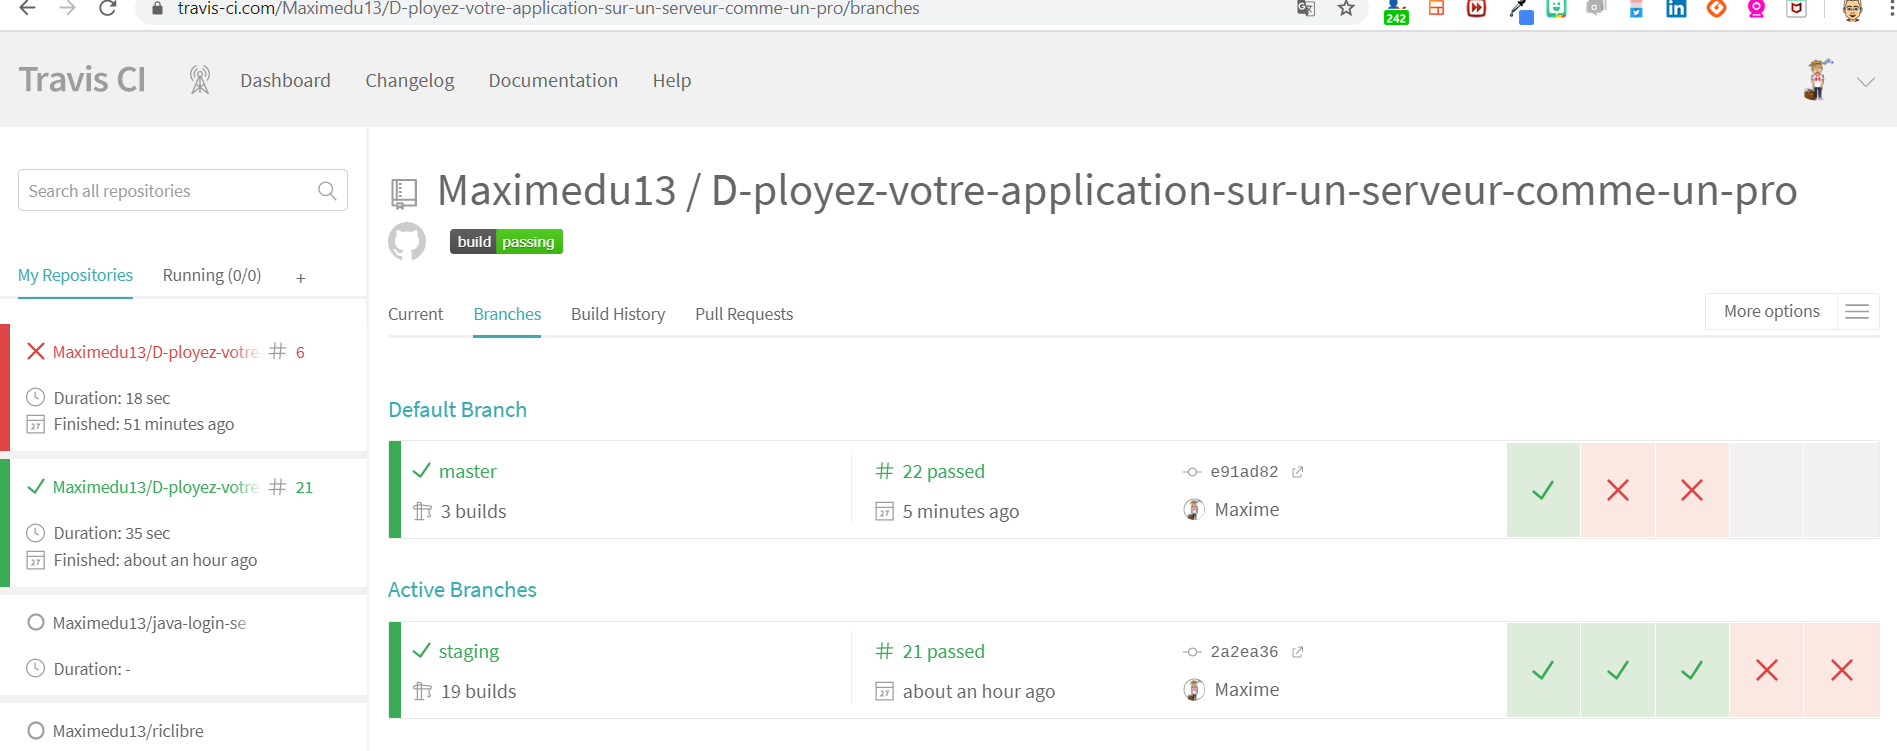 travis-ci.com/Maximedu13/D-ployez-votre-application-sur-un-serveur-comme-un-pro/branches
242
Travis CI
Dashboard
Changelog
Documentation
Help
Search all repositories
My Repositories
Running (0/0)
+
Maximedu13/D-ployez-votre
# 6
Duration: 18 sec
27
Finished: 51 minutes ago
Maximedu13/D-ployez-votre
# 21
Duration: 35 sec
27
Finished: about an hour ago
Maximedu13/java-login-se
Duration: -
Maximedu13/riclibre
Maximedu13 / D-ployez-votre-application-sur-un-serveur-comme-un-pro
build passing
Current
Branches
Build History
Pull Requests
More options
Default Branch
master
# 22 passed
e91ad82
3 builds
27
5 minutes ago
Maxime
Active Branches
staging
# 21 passed
2a2ea36
19 builds
27
about an hour ago
Maxime